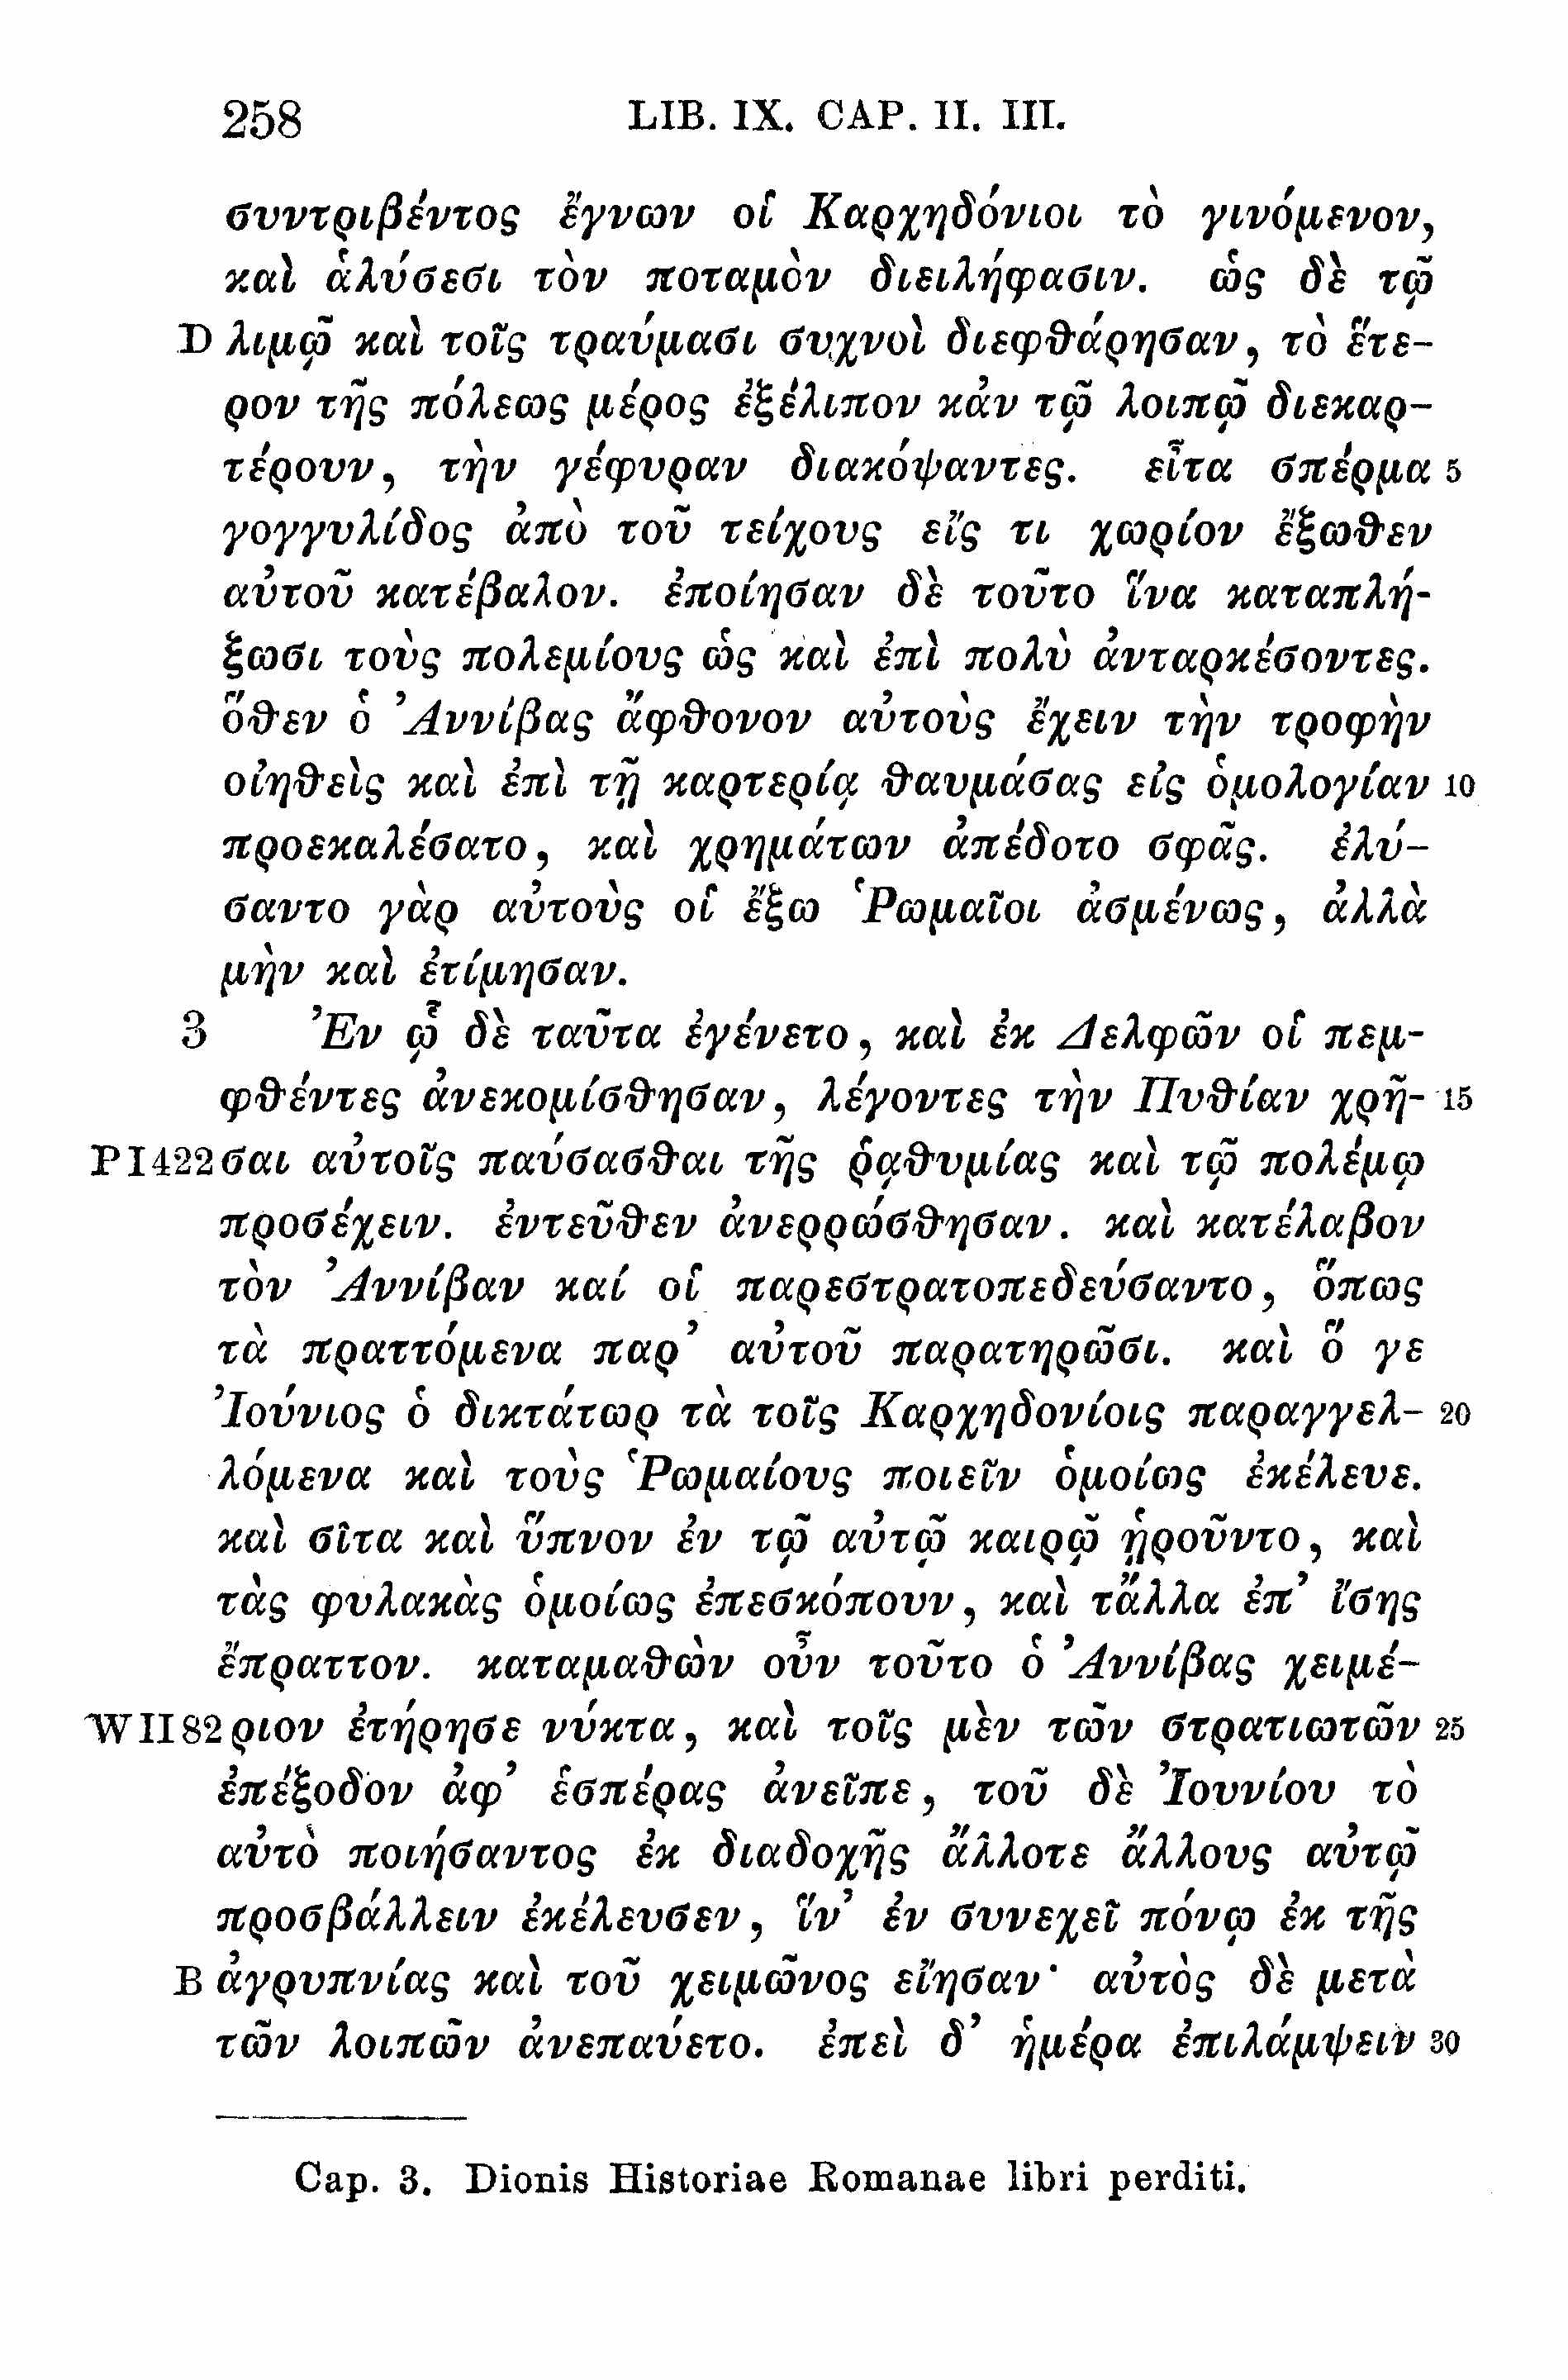 258 LIB. IX. CAP. II. III.
συντριβέντος ἔγνων οἱ Καρχηδόνιοι τὸ γινόμενον,
καὶ ἁλύσεσι τὸν ποταμὸν διειλήφασιν. ὡς δὲ τῷ
D λιμῷ καὶ τοῖς τραύμασι συχνοὶ διεφθάρησαν, τὸ ἕτε-
ρον τῆς πόλεως μέρος ἐξέλιπον κἀν τῷ λοιπῷ διεκαρ-
τέρουν, τὴν γέφυραν διακόψαντες. εἶτα σπέρμα 5
γογγυλίδος ἀπὸ τοῦ τείχους εἴς τι χωρίον ἔξωθεν
αὐτοῦ κατέβαλον. ἐποίησαν δὲ τοῦτο ἵνα καταπλή-
ξωσι τοὺς πολεμίους ὡς καὶ ἐπὶ πολὺ ἀνταρκέσοντες.
ὅθεν ὁ Ἀννίβας ἄφθονον αὐτοὺς ἔχειν τὴν τροφὴν
οἰηθεὶς καὶ ἐπὶ τῇ καρτερίᾳ θαυμάσας εἰς ὁμολογίαν 10
προεκαλέσατο, καὶ χρημάτων ἀπέδοτο σφᾶς. ἐλύ-
σαντο γὰρ αὐτοὺς οἱ ἔξω Ῥωμαῖοι ἀσμένως, ἀλλὰ
μὴν καὶ ἐτίμησαν.
3 Ἐν ᾧ δὲ ταῦτα ἐγένετο, καὶ ἐκ Δελφῶν οἱ πεμ-
φθέντες ἀνεκομίσθησαν, λέγοντες τὴν Πυθίαν χρῆ- 15
P I 422 σαι αὐτοῖς παύσασθαι τῆς ῥᾳθυμίας καὶ τῷ πολέμῳ
προσέχειν. ἐντεῦθεν ἀνερρώσθησαν. καὶ κατέλαβον
τὸν Ἀννίβαν καί οἱ παρεστρατοπεδεύσαντο, ὅπως
τὰ πραττόμενα παρ’ αὐτοῦ παρατηρῶσι. καὶ ὅ γε
Ἰούνιος ὁ δικτάτωρ τὰ τοῖς Καρχηδονίοις παραγγελ- 20
λόμενα καὶ τοὺς Ῥωμαίους ποιεῖν ὁμοίως ἐκέλευε.
καὶ σῖτα καὶ ὕπνον ἐν τῷ αὐτῷ καιρῷ ᾑροῦντο, καὶ
τὰς φυλακὰς ὁμοίως ἐπεσκόπουν, καὶ τἄλλα ἐπ’ ἴσης
ἔπραττον. καταμαθὼν οὖν τοῦτο ὁ Ἀννίβας χειμέ-
W II 82 ριον ἐτήρησε νύκτα, καὶ τοῖς μὲν τῶν στρατιωτῶν 25
ἐπέξοδον ἀφ’ ἑσπέρας ἀνεῖπε, τοῦ δὲ Ἰουνίου τὸ
αὐτὸ ποιήσαντος ἐκ διαδοχῆς ἄλλοτε ἄλλους αὐτῷ
προσβάλλειν ἐκέλευσεν, ἵν’ ἐν συνεχεῖ πόνῳ ἐκ τῆς
B ἀγρυπνίας καὶ τοῦ χειμῶνος εἴησαν· αὐτὸς δὲ μετὰ
τῶν λοιπῶν ἀνεπαύετο. ἐπεὶ δ’ ἡμέρα ἐπιλάμψειν 30
Cap. 3. Dionis Historiae Romanae libri perditi.